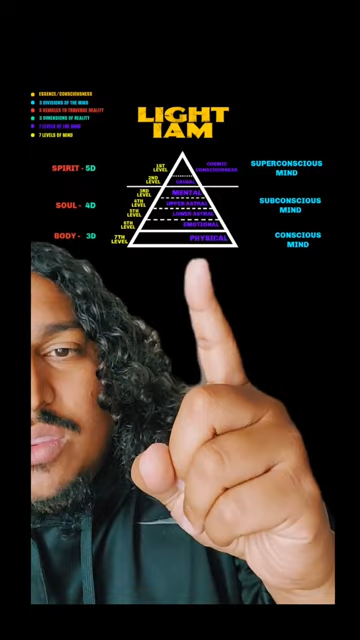 ESSENCE/CONSCIOUSNESS
3 DIVISIONS OF THE MIND
3 VEHICLES TO TRAVERSE REALITY
3 DIMENSIONS OF REALITY
7 LEVELS OF THE MIND
7 LEVELS OF MIND
LIGHT
IAM
SPIRIT - 5D
SOUL - 4D
BODY - 3D
1ST
LEVEL
2ND
LEVEL
3RD
LEVEL
4TH
LEVEL
5TH
LEVEL
6TH
LEVEL
7TH
LEVEL
COSMIC
CONSCIOUSNESS
CAUSAL
MENTAL
UPPER ASTRAL
LOWER ASTRAL
EMOTIONAL
PHYSICAL
SUPERCONSCIOUS
MIND
SUBCONSCIOUS
MIND
CONSCIOUS
MIND